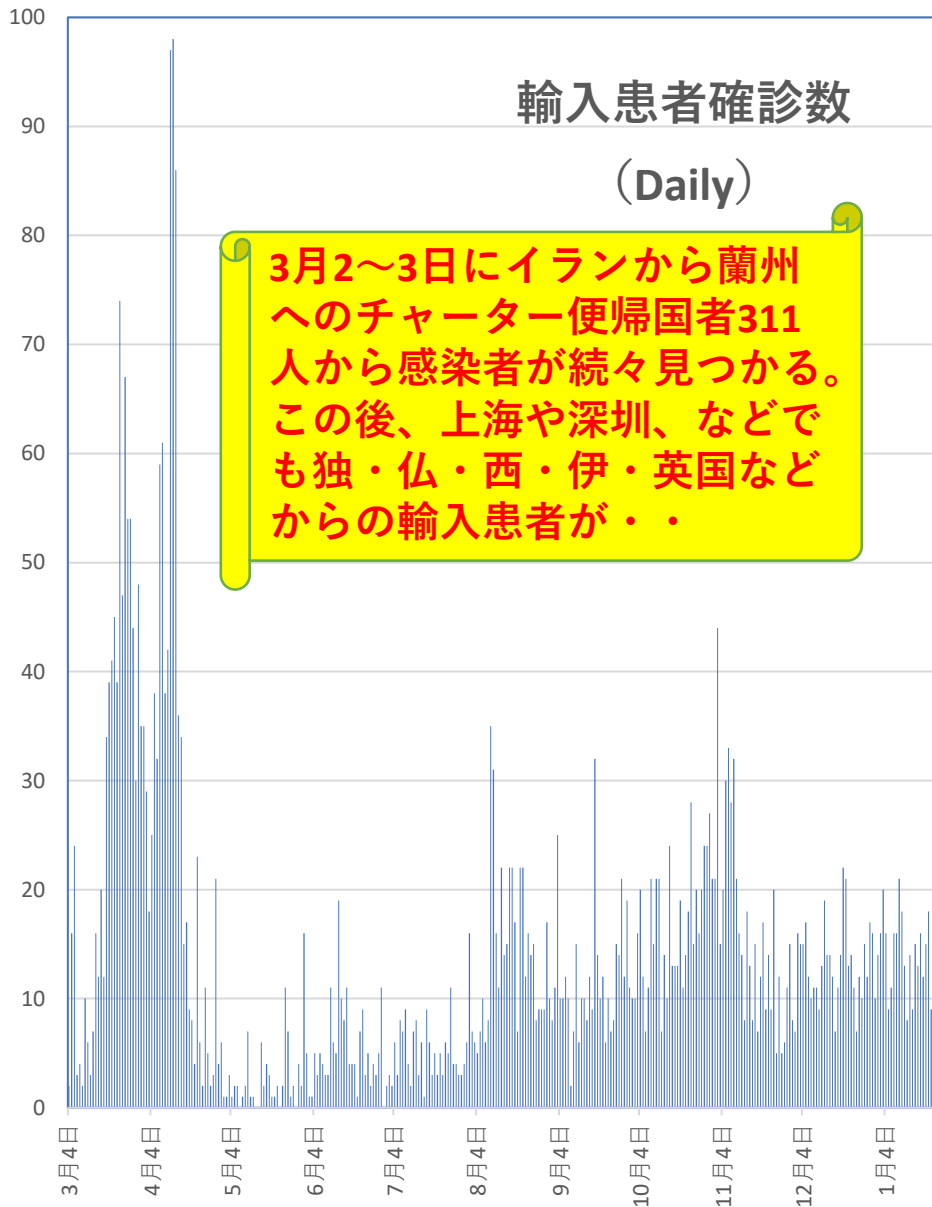 輸入患者確診数
（Daily）
3月2～3日にイランから蘭州
へのチャーター便帰国者311
人から感染者が続々見つかる。
この後、上海や深圳、などで
も独・仏・西・伊・英国など
からの輸入患者が・・
100
90
80
70
60
50
40
30
20
10
0
3月4日
4月4日
5月4日
6月4日
7月4日
8月4日
9月4日
10月4日
11月4日
12月4日
1月4日